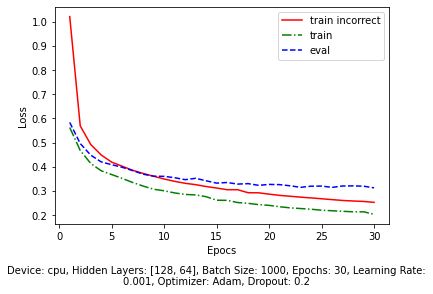 train incorrect
train
eval
1.0
0.9
0.8
0.7
0.6
0.5
0.4
0.3
0.2
Loss
0 5 10 15 20 25 30
Epocs
Device: cpu, Hidden Layers: [128, 64], Batch Size: 1000, Epochs: 30, Learning Rate:
0.001, Optimizer: Adam, Dropout: 0.2